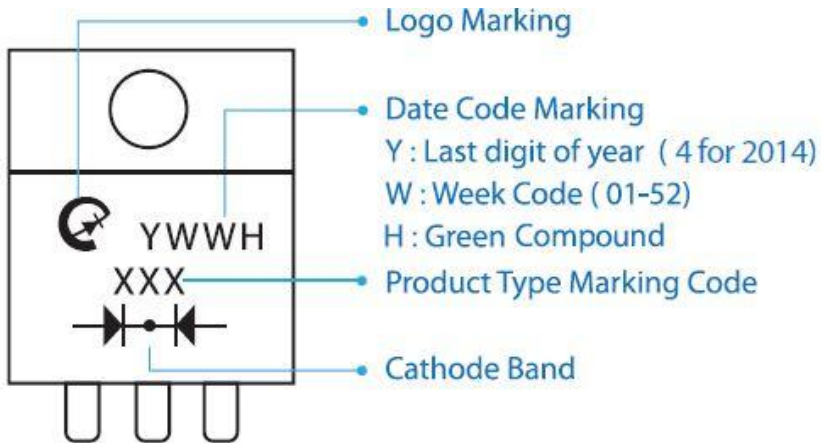 Logo Marking
Date Code Marking
Y : Last digit of year ( 4 for 2014)
W : Week Code ( 01-52)
YWWH
H : Green Compound
XXX
Product Type Marking Code
Cathode Band